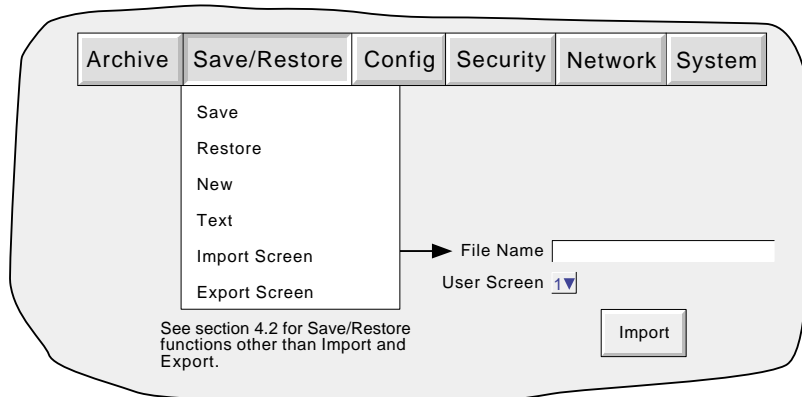 Archive Save/Restore Config Security Network System
Save
Restore
New
Text
Import Screen
Export Screen
File Name
User Screen 1▼
Import
See section 4.2 for Save/Restore
functions other than Import and
Export.